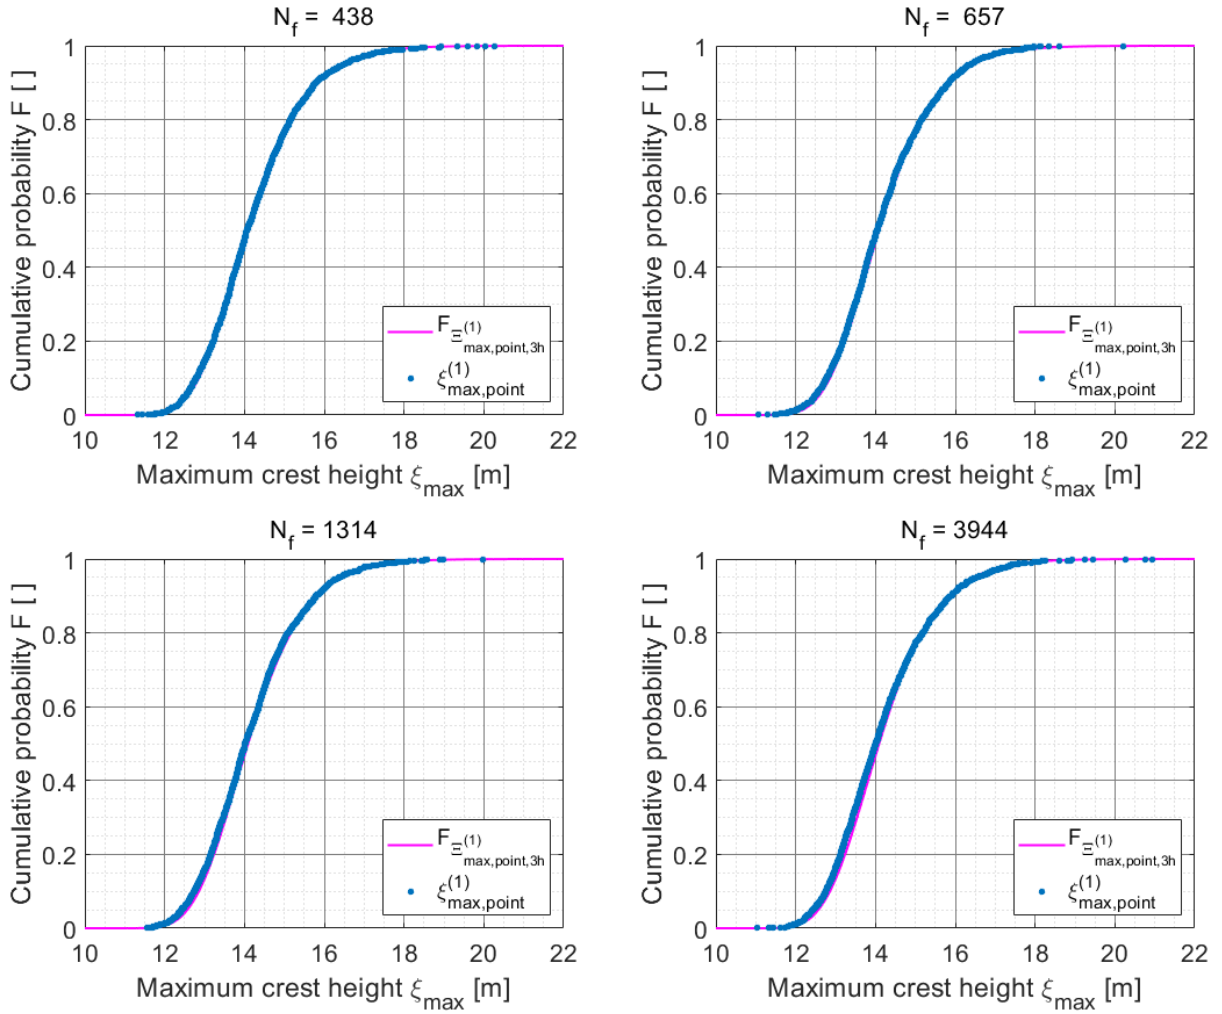 N_f = 438
1
0.8
0.6
0.4
0.2
0
Cumulative probability F [ ]
F_Ξ^(1)_max,point,3h
ξ^(1)_max,point
10 12 14 16 18 20 22
Maximum crest height ξ_max [m]
N_f = 657
1
0.8
0.6
0.4
0.2
0
Cumulative probability F [ ]
F_Ξ^(1)_max,point,3h
ξ^(1)_max,point
10 12 14 16 18 20 22
Maximum crest height ξ_max [m]
N_f = 1314
1
0.8
0.6
0.4
0.2
0
Cumulative probability F [ ]
F_Ξ^(1)_max,point,3h
ξ^(1)_max,point
10 12 14 16 18 20 22
Maximum crest height ξ_max [m]
N_f = 3944
1
0.8
0.6
0.4
0.2
0
Cumulative probability F [ ]
F_Ξ^(1)_max,point,3h
ξ^(1)_max,point
10 12 14 16 18 20 22
Maximum crest height ξ_max [m]